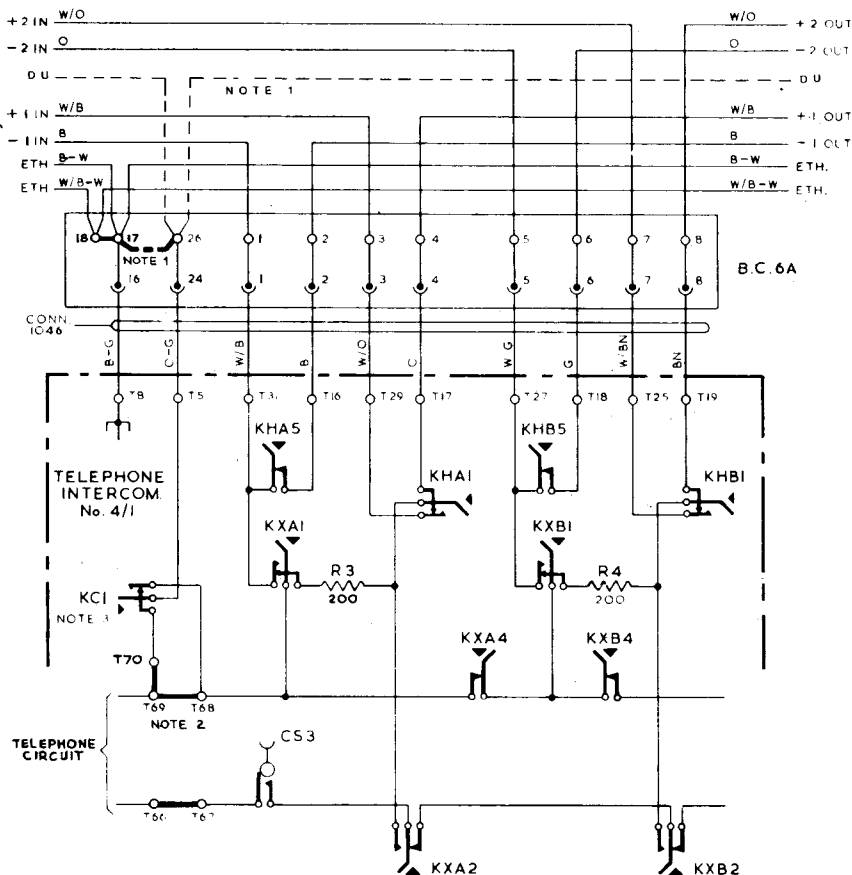 +2 IN W/O W/O +2 OUT
-2 IN O O -2 OUT
DU DU
NOTE 1
+1 IN W/B W/B +1 OUT
-1 IN B B -1 OUT
ETH B-W B-W ETH.
ETH W/B-W W/B-W ETH.
18 17 26 1 2 3 4 5 6 7 8
NOTE 1
B.C. 6A
16 24 1 2 3 4 5 6 7 8
CONN 1046
B-G O-G W/B B W/O O W-G G W/BN BN
T8 T5 T31 T16 T29 T17 T27 T18 T25 T19
KHA5 KHB5
TELEPHONE
INTERCOM.
No. 4/1
KHA1 KHB1
KXA1 KXB1
R3 R4
200 200
KC1
NOTE 3
KXA4 KXB4
T70
T69 T68
NOTE 2
TELEPHONE
CIRCUIT
CS3
T66 T67
KXA2 KXB2